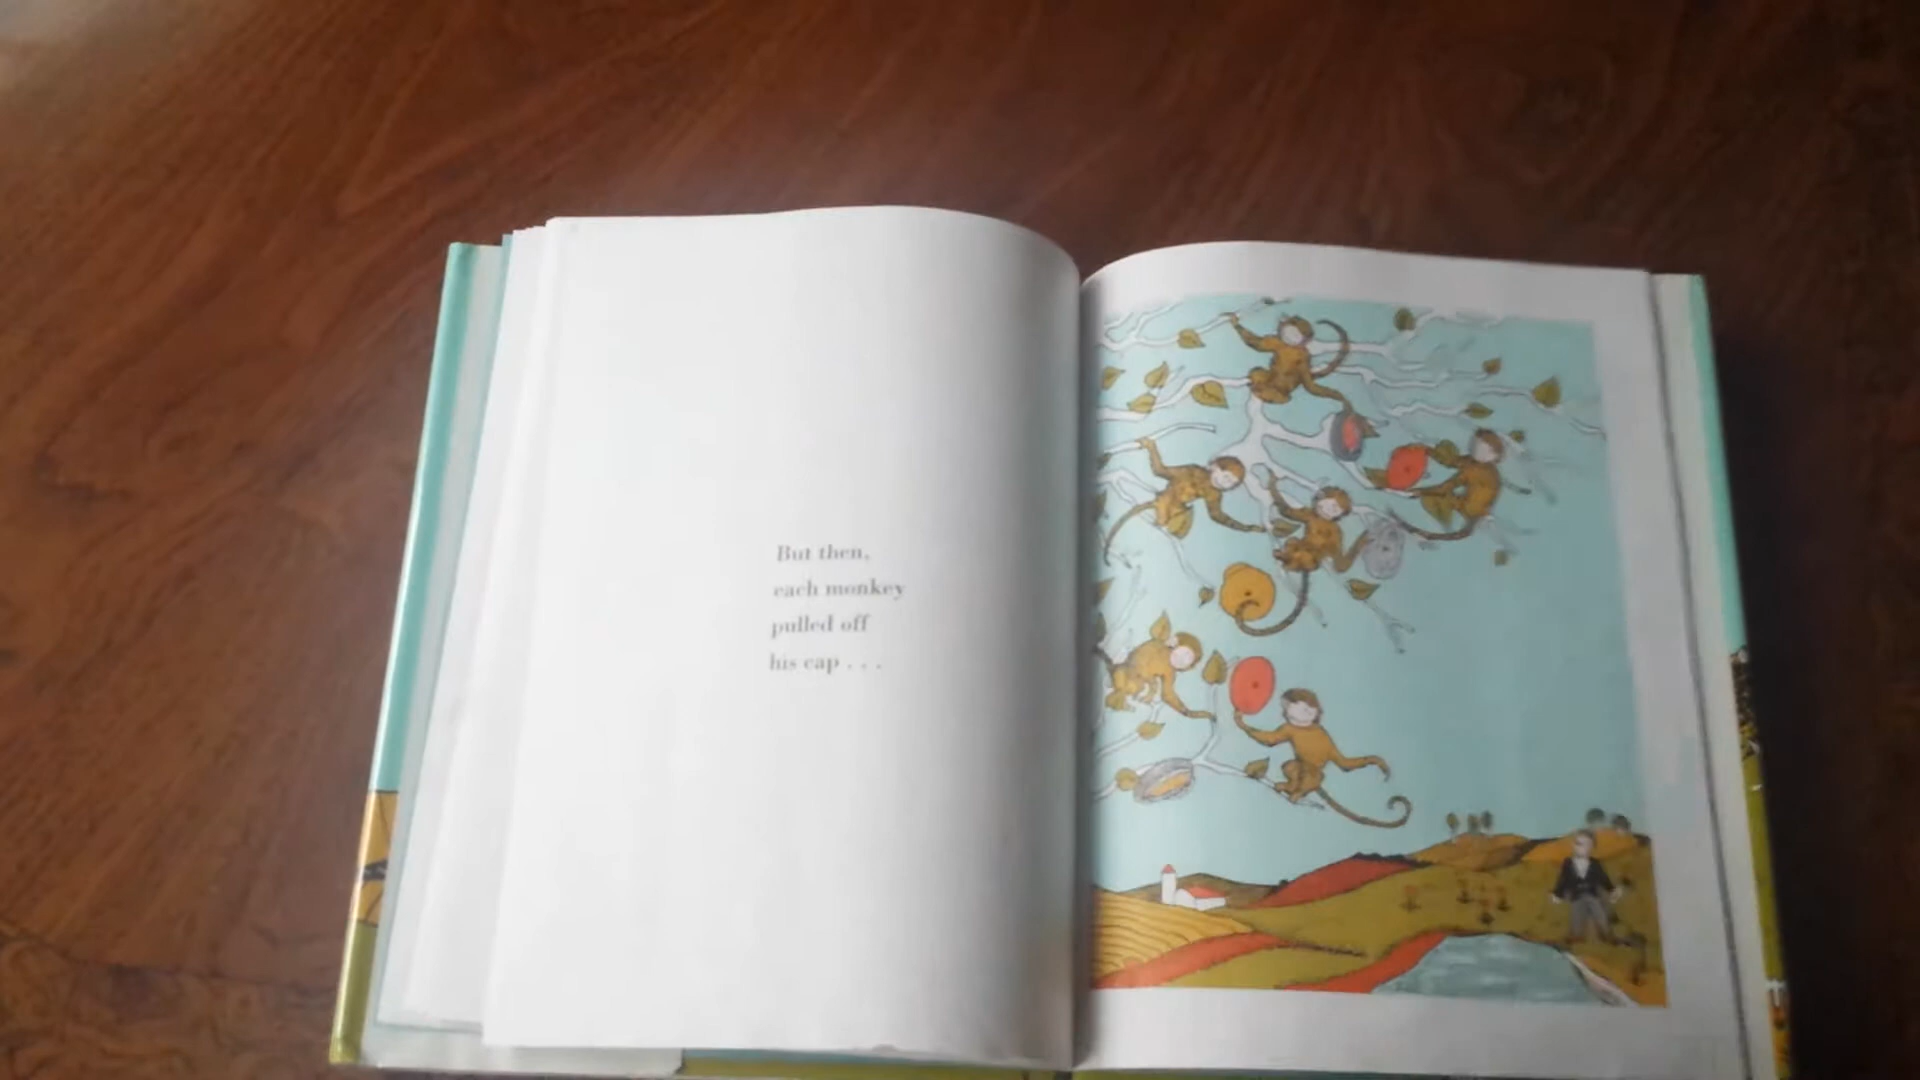 But then,
each monkey
pulled off
his cap . . .